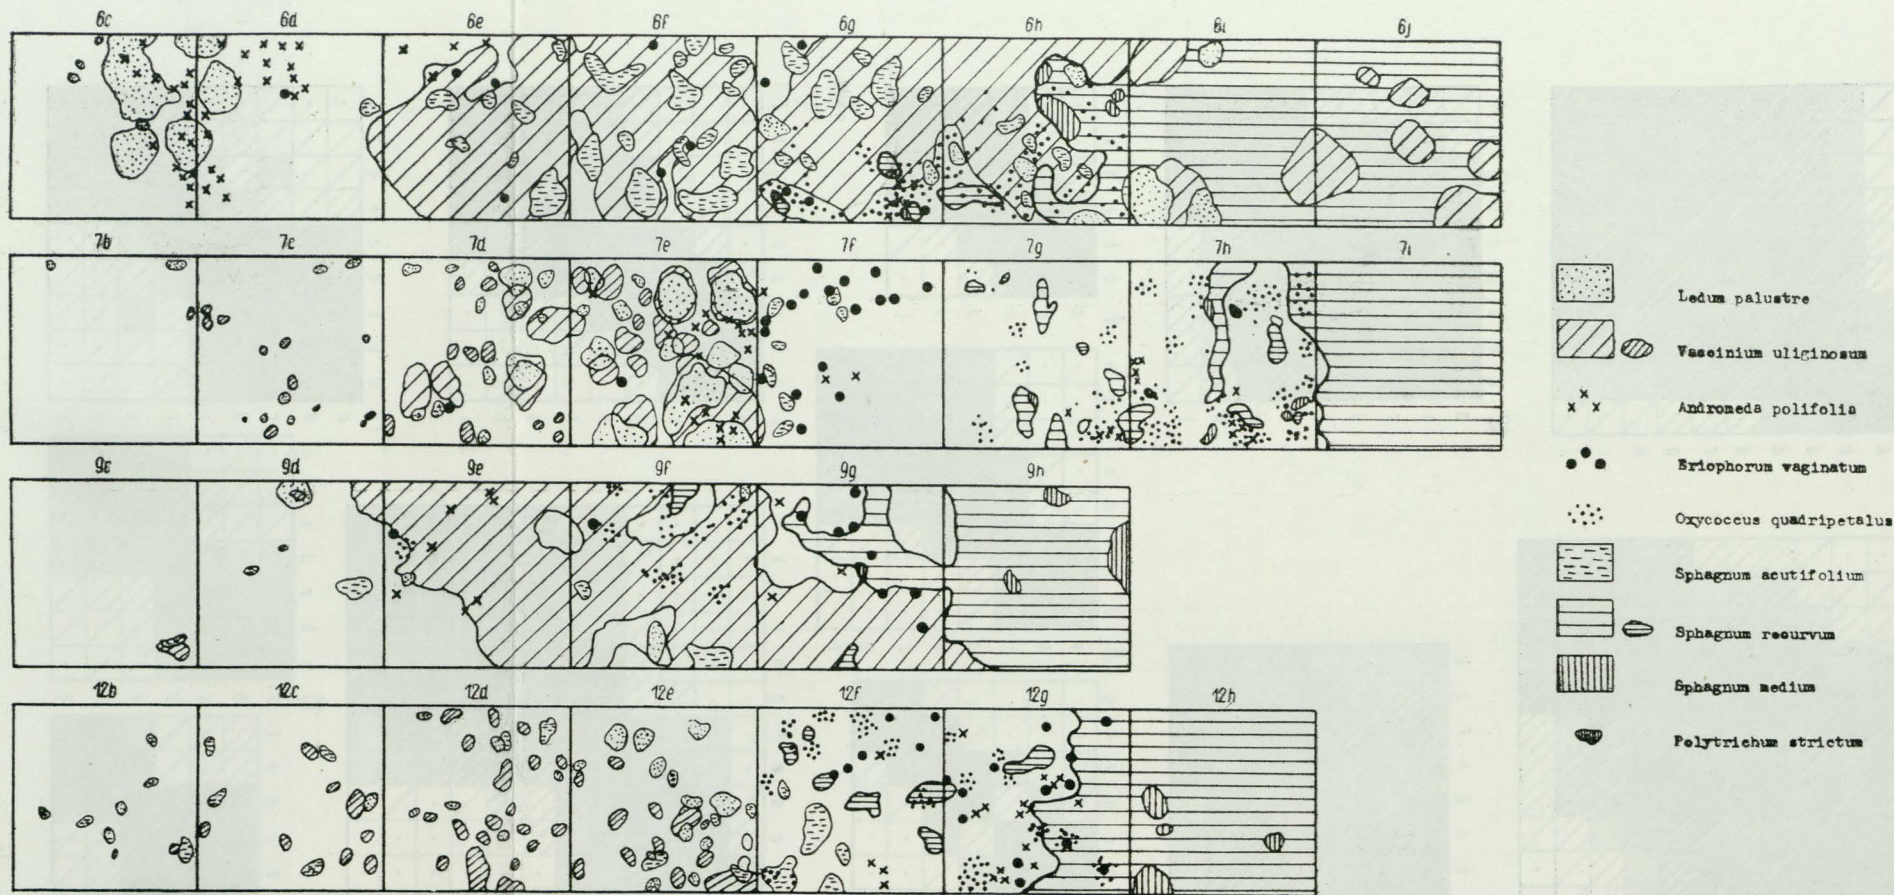 6c 6d 6e 6f 6g 6h 6i 6j
7b 7c 7d 7e 7f 7g 7h 7i
9c 9d 9e 9f 9g 9h
12b 12c 12d 12e 12f 12g 12h
Ledum palustre
Vaccinium uliginosum
Andromeda polifolia
Eriophorum vaginatum
Oxycoccus quadripetalus
Sphagnum acutifolium
Sphagnum recurvum
Sphagnum medium
Polytrichum strictum